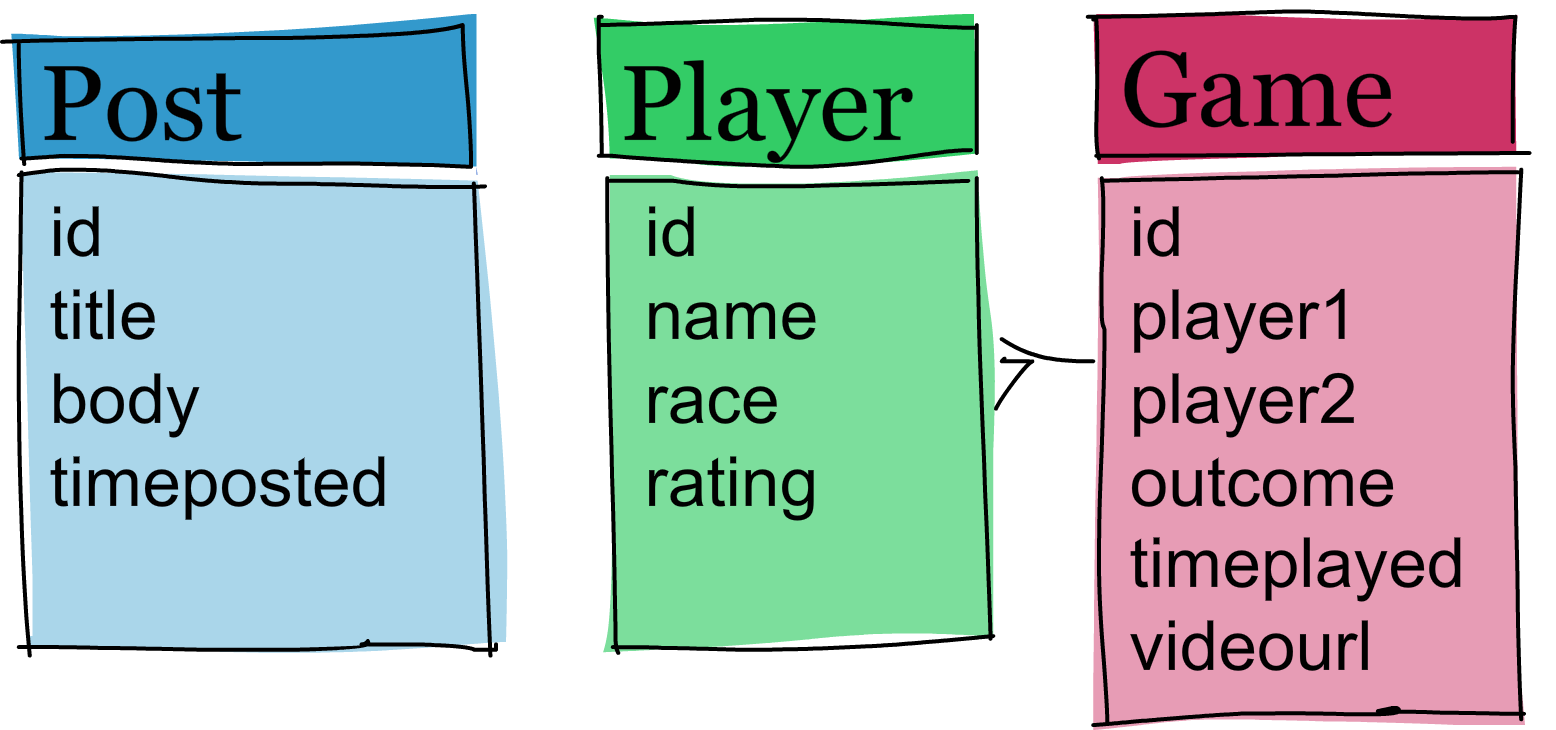 Post
id
title
body
timeposted
Player
id
name
race
rating
Game
id
player1
player2
outcome
timeplayed
videourl